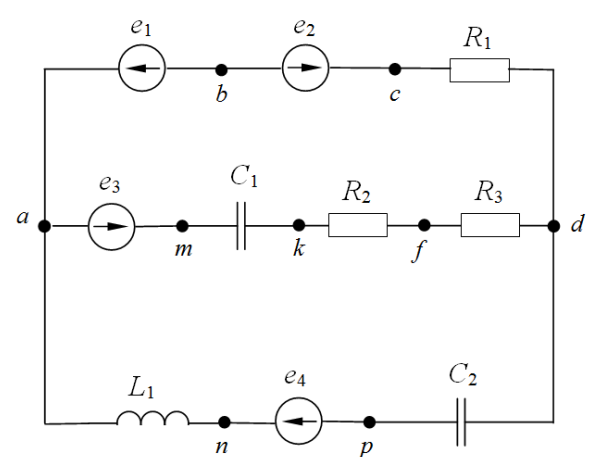 e₁ e₂ R₁
b c
a e₃ C₁ R₂ R₃ d
m k f
L₁ e₄ C₂
n p